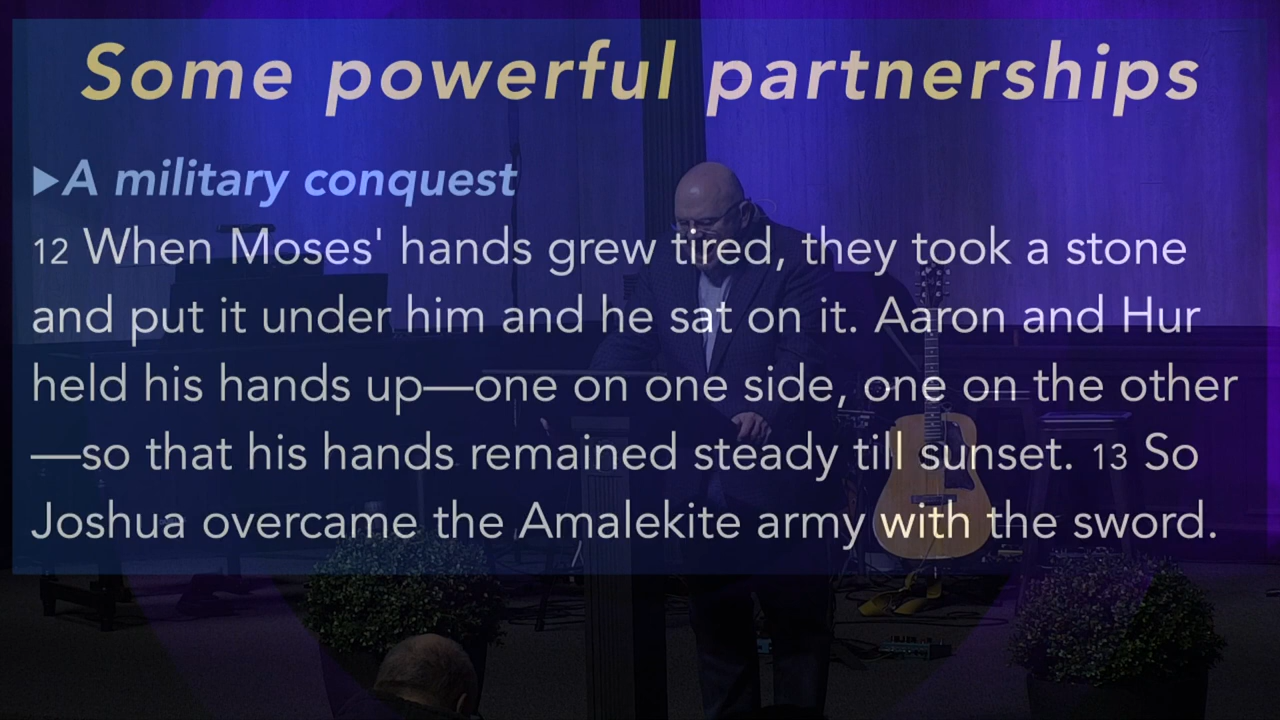 Some powerful partnerships
▶A military conquest
12 When Moses' hands grew tired, they took a stone
and put it under him and he sat on it. Aaron and Hur
held his hands up—one on one side, one on the other
—so that his hands remained steady till sunset. 13 So
Joshua overcame the Amalekite army with the sword.